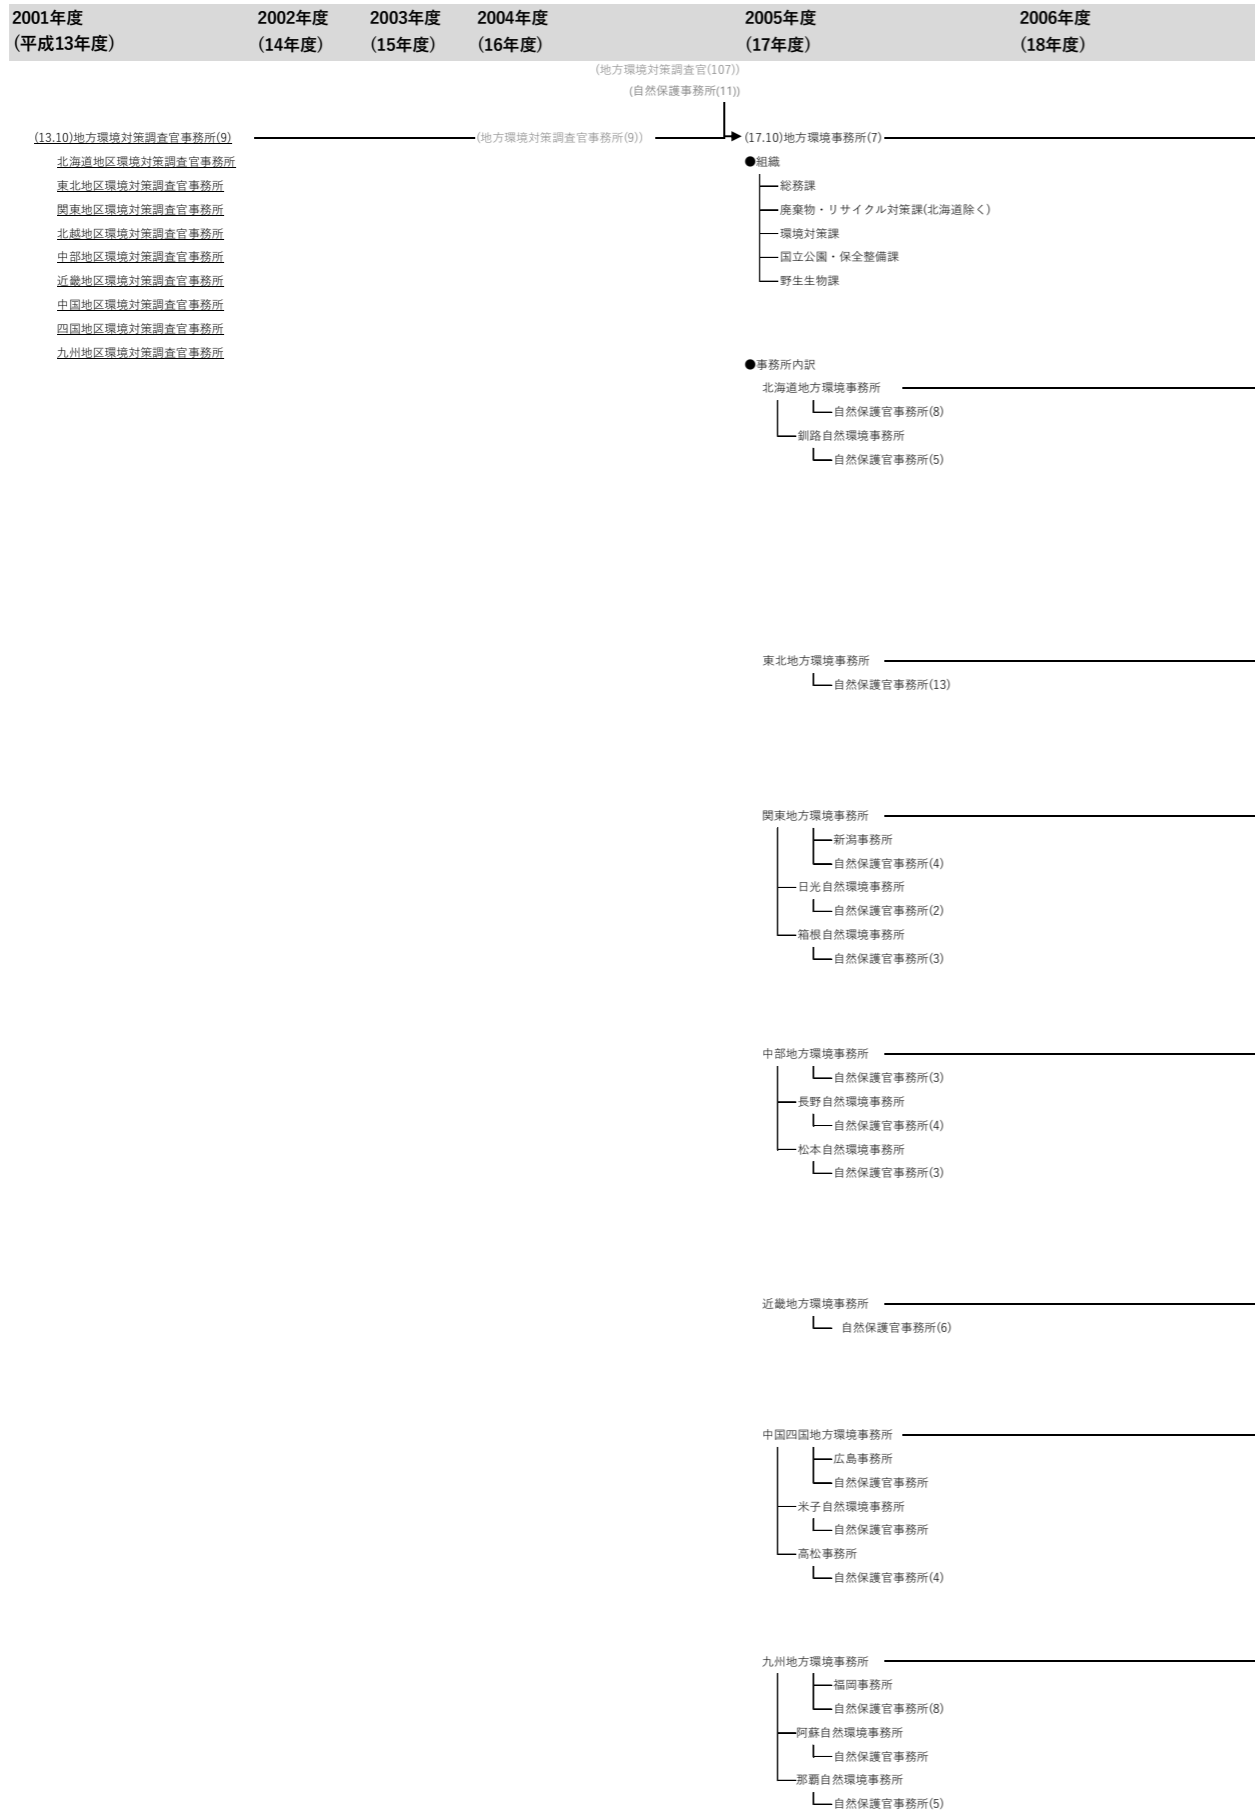 2001年度 2002年度 2003年度 2004年度 2005年度 2006年度
(平成13年度) (14年度) (15年度) (16年度) (17年度) (18年度)
(地方環境対策調査官(107))
(自然保護事務所(11))
(13.10)地方環境対策調査官事務所(9) (地方環境対策調査官事務所(9)) (17.10)地方環境事務所(7)
北海道地区環境対策調査官事務所 ●組織
東北地区環境対策調査官事務所 総務課
関東地区環境対策調査官事務所 廃棄物・リサイクル対策課(北海道除く)
北越地区環境対策調査官事務所 環境対策課
中部地区環境対策調査官事務所 国立公園・保全整備課
近畿地区環境対策調査官事務所 野生生物課
中国地区環境対策調査官事務所
四国地区環境対策調査官事務所
九州地区環境対策調査官事務所
●事務所内訳
北海道地方環境事務所
自然保護官事務所(8)
釧路自然環境事務所
自然保護官事務所(5)
東北地方環境事務所
自然保護官事務所(13)
関東地方環境事務所
新潟事務所
自然保護官事務所(4)
日光自然環境事務所
自然保護官事務所(2)
箱根自然環境事務所
自然保護官事務所(3)
中部地方環境事務所
自然保護官事務所(3)
長野自然環境事務所
自然保護官事務所(4)
松本自然環境事務所
自然保護官事務所(3)
近畿地方環境事務所
自然保護官事務所(6)
中国四国地方環境事務所
広島事務所
自然保護官事務所
米子自然環境事務所
自然保護官事務所
高松事務所
自然保護官事務所(4)
九州地方環境事務所
福岡事務所
自然保護官事務所(8)
阿蘇自然環境事務所
自然保護官事務所
那覇自然環境事務所
自然保護官事務所(5)